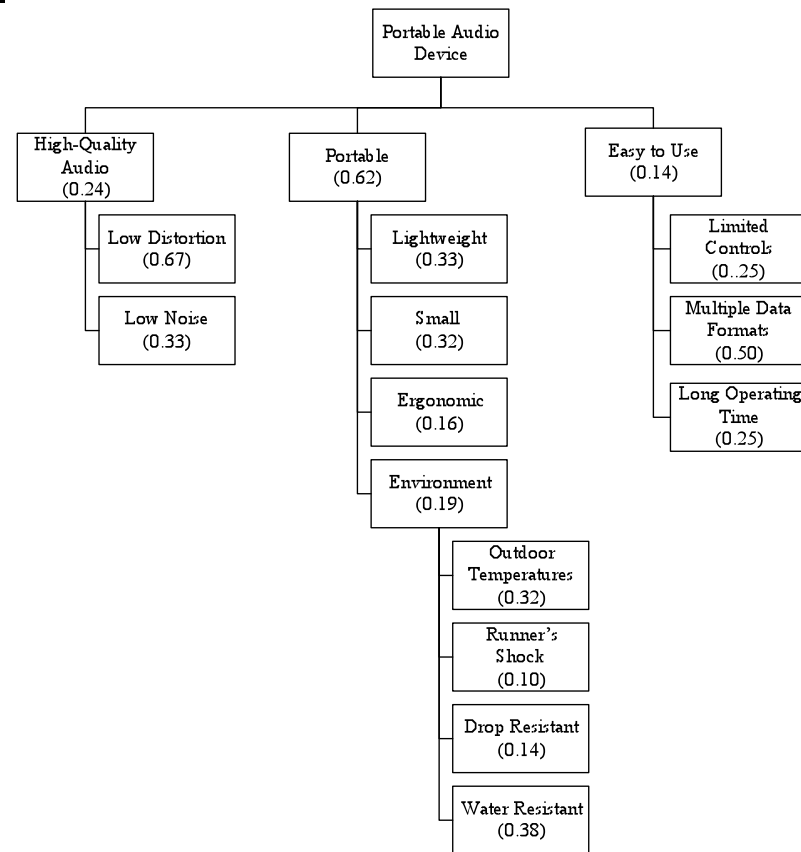 Portable Audio
Device
High-Quality
Audio
(0.24)
Portable
(0.62)
Easy to Use
(0.14)
Low Distortion
(0.67)
Low Noise
(0.33)
Lightweight
(0.33)
Small
(0.32)
Ergonomic
(0.16)
Environment
(0.19)
Outdoor
Temperatures
(0.32)
Runner's
Shock
(0.10)
Drop Resistant
(0.14)
Water Resistant
(0.38)
Limited
Controls
(0..25)
Multiple Data
Formats
(0.50)
Long Operating
Time
(0.25)